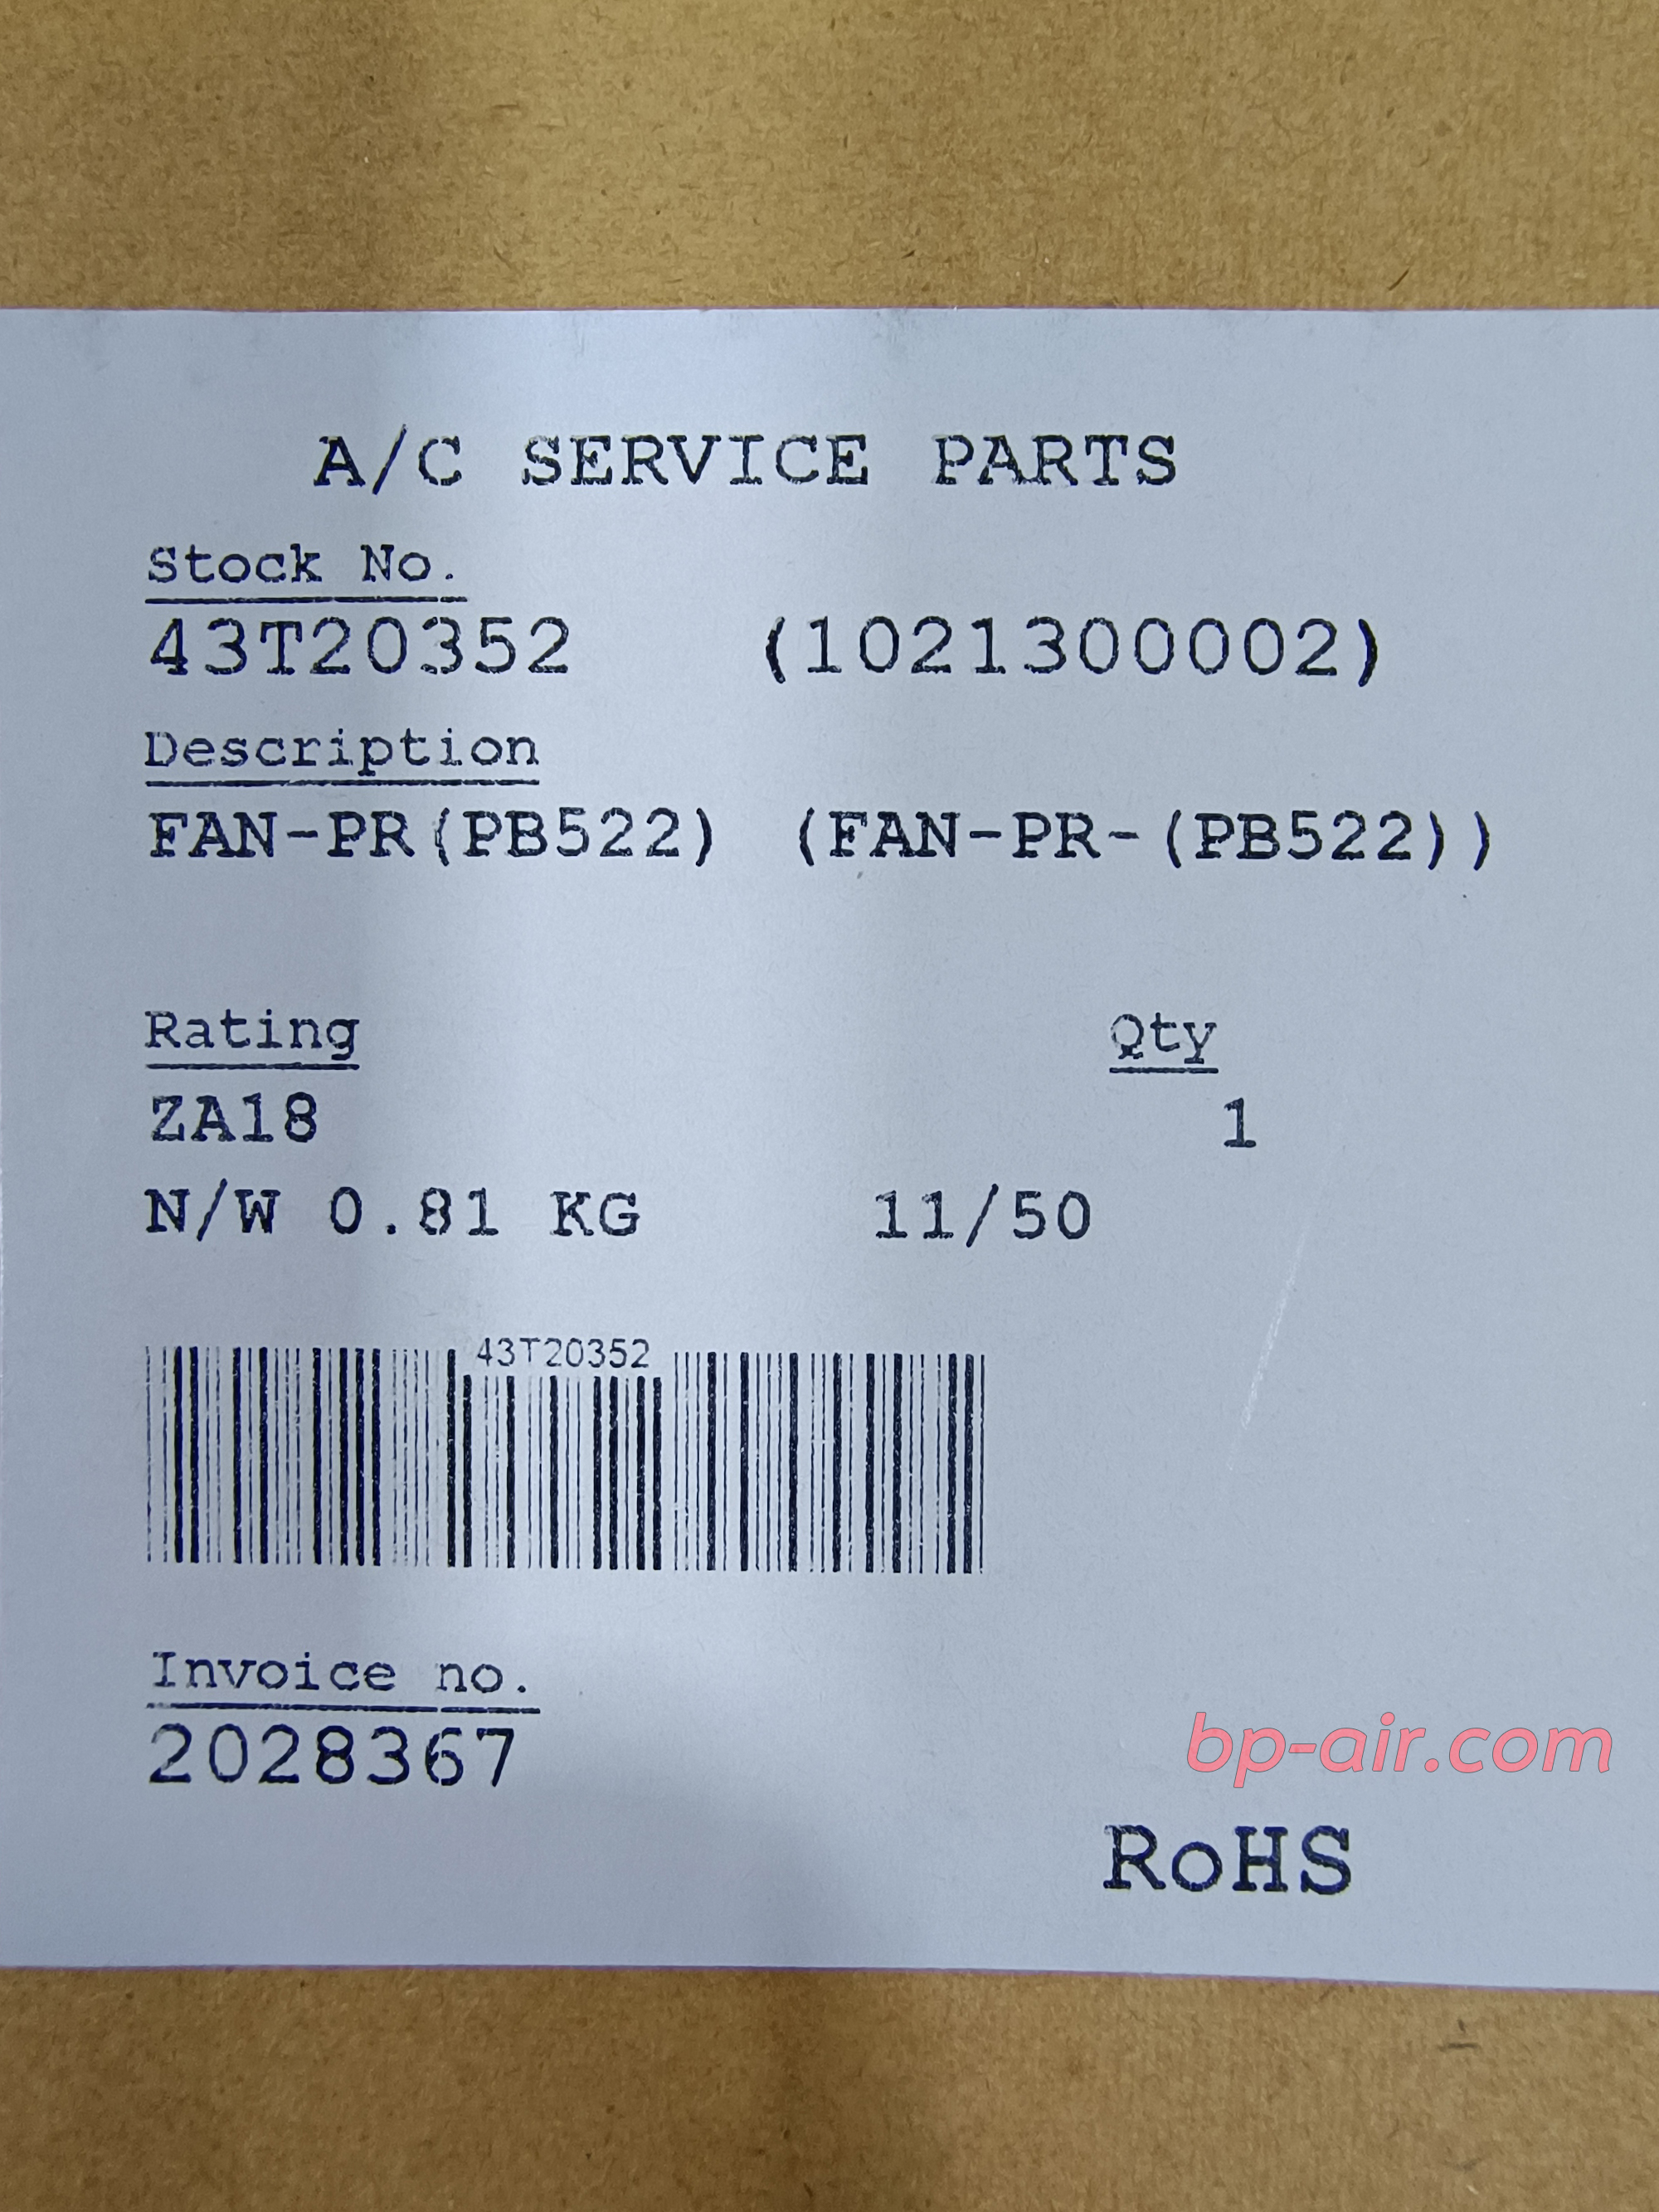 A/C SERVICE PARTS
Stock No.
43T20352 (1021300002)
Description
FAN-PR(PB522) (FAN-PR-(PB522))
Rating Qty
ZA18 1
N/W 0.81 KG 11/50
43T20352
Invoice no.
2028367
bp-air.com
RoHS